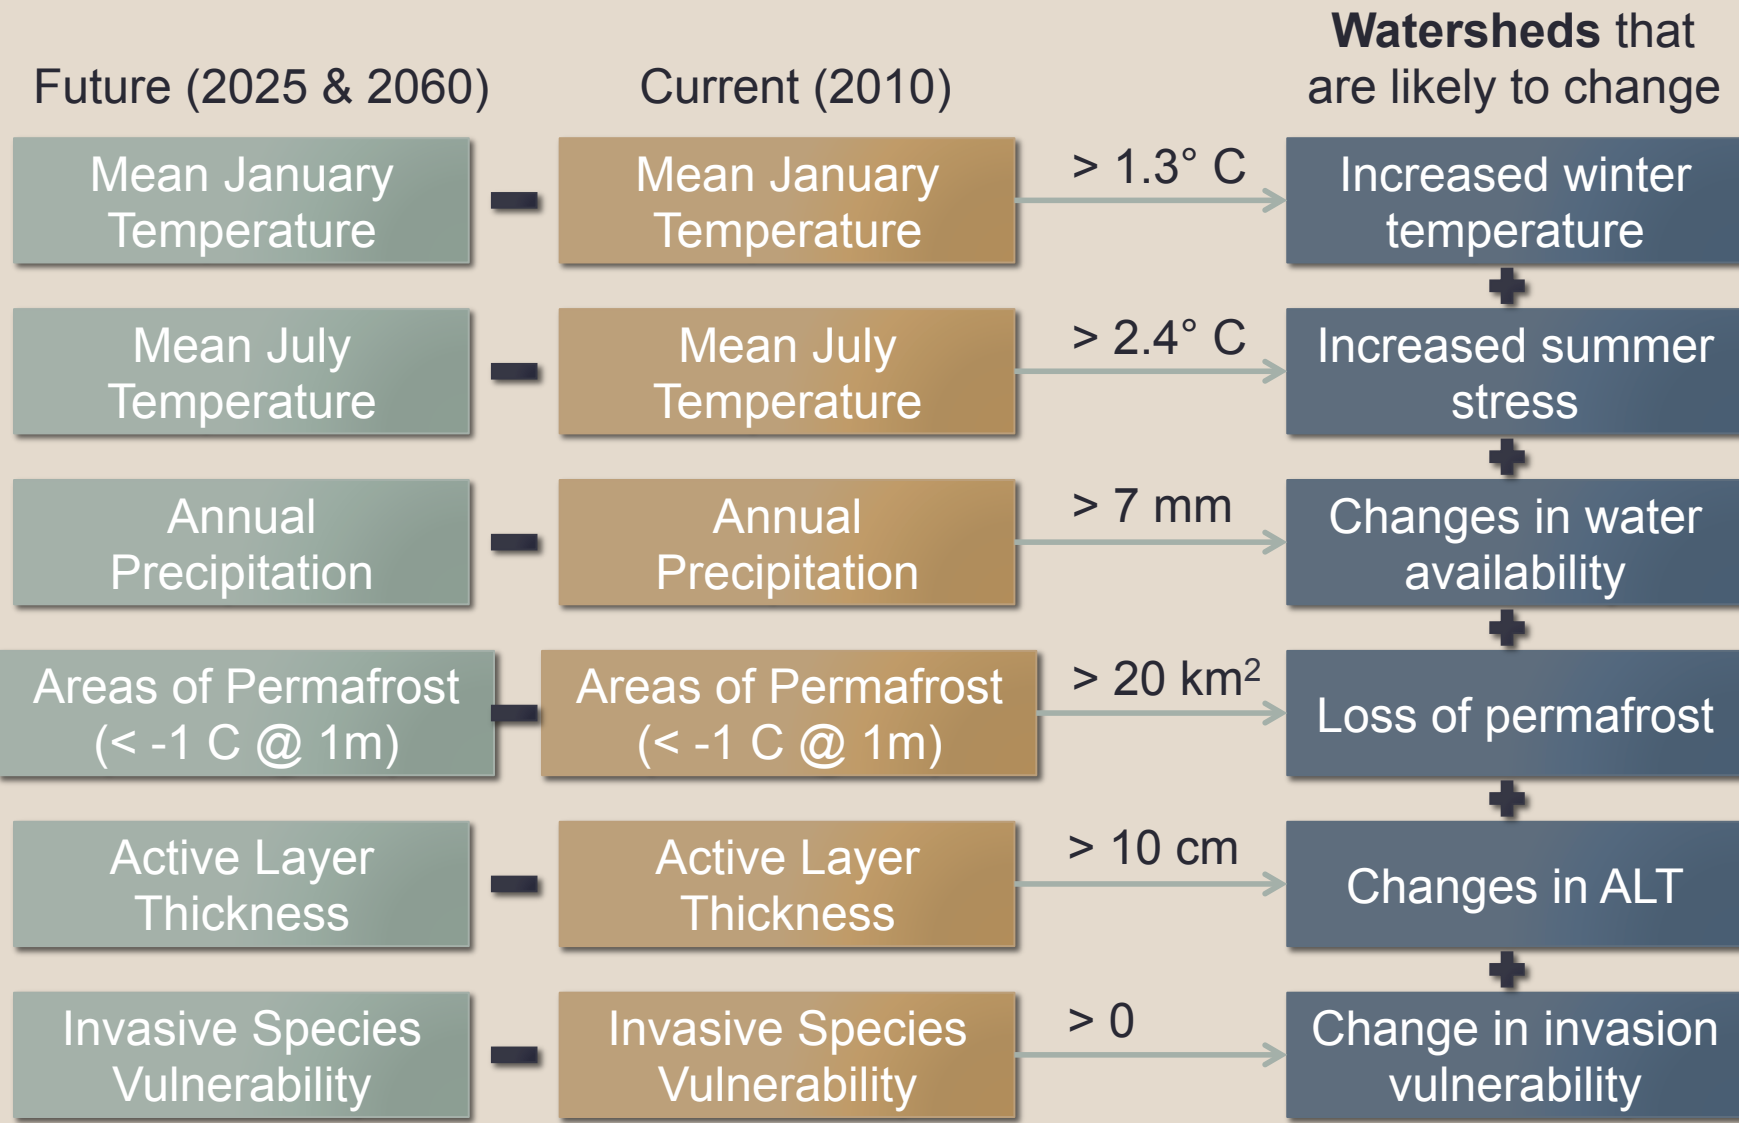 Future (2025 & 2060)
Current (2010)
Watersheds that
are likely to change
Mean January
Temperature
Mean January
Temperature
> 1.3° C
Increased winter
temperature
Mean July
Temperature
Mean July
Temperature
> 2.4° C
Increased summer
stress
Annual
Precipitation
Annual
Precipitation
> 7 mm
Changes in water
availability
Areas of Permafrost
(< -1 C @ 1m)
Areas of Permafrost
(< -1 C @ 1m)
> 20 km²
Loss of permafrost
Active Layer
Thickness
Active Layer
Thickness
> 10 cm
Changes in ALT
Invasive Species
Vulnerability
Invasive Species
Vulnerability
> 0
Change in invasion
vulnerability